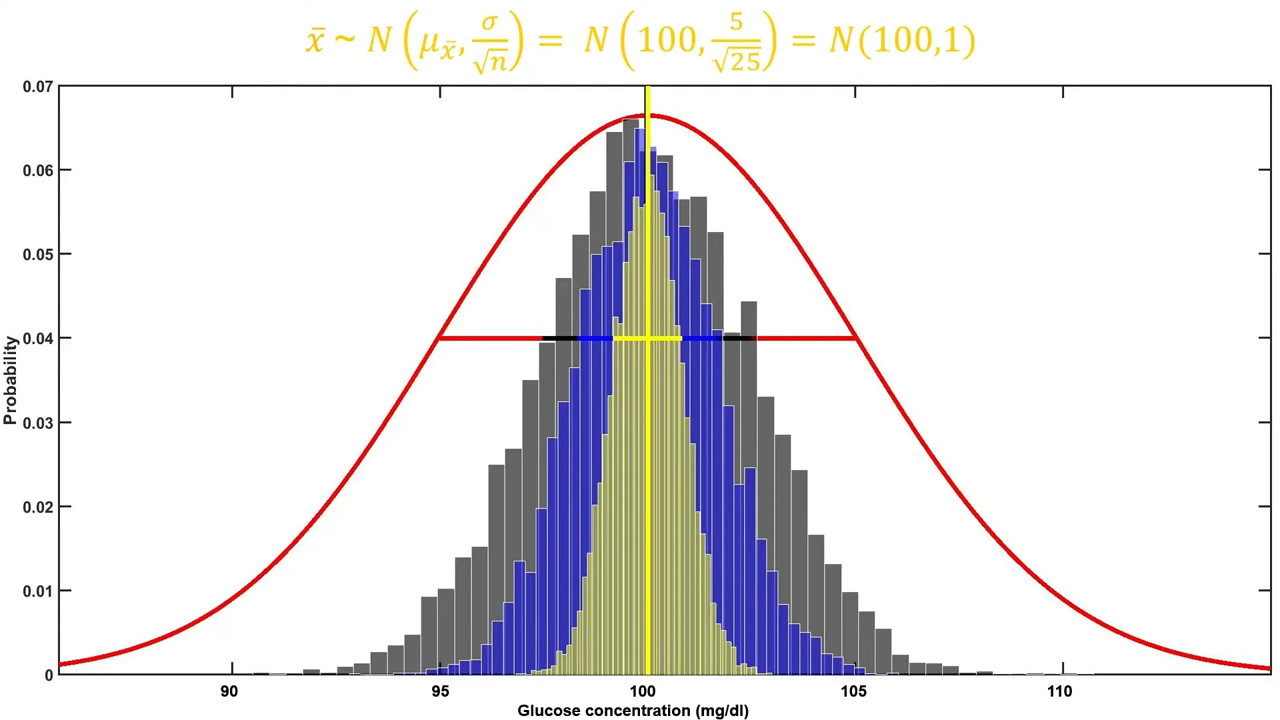 x̄ ~ N(μ_x̄, σ/√n) = N(100, 5/√25) = N(100,1)
0.07
0.06
0.05
0.04
0.03
0.02
0.01
0
Probability
90 95 100 105 110
Glucose concentration (mg/dl)